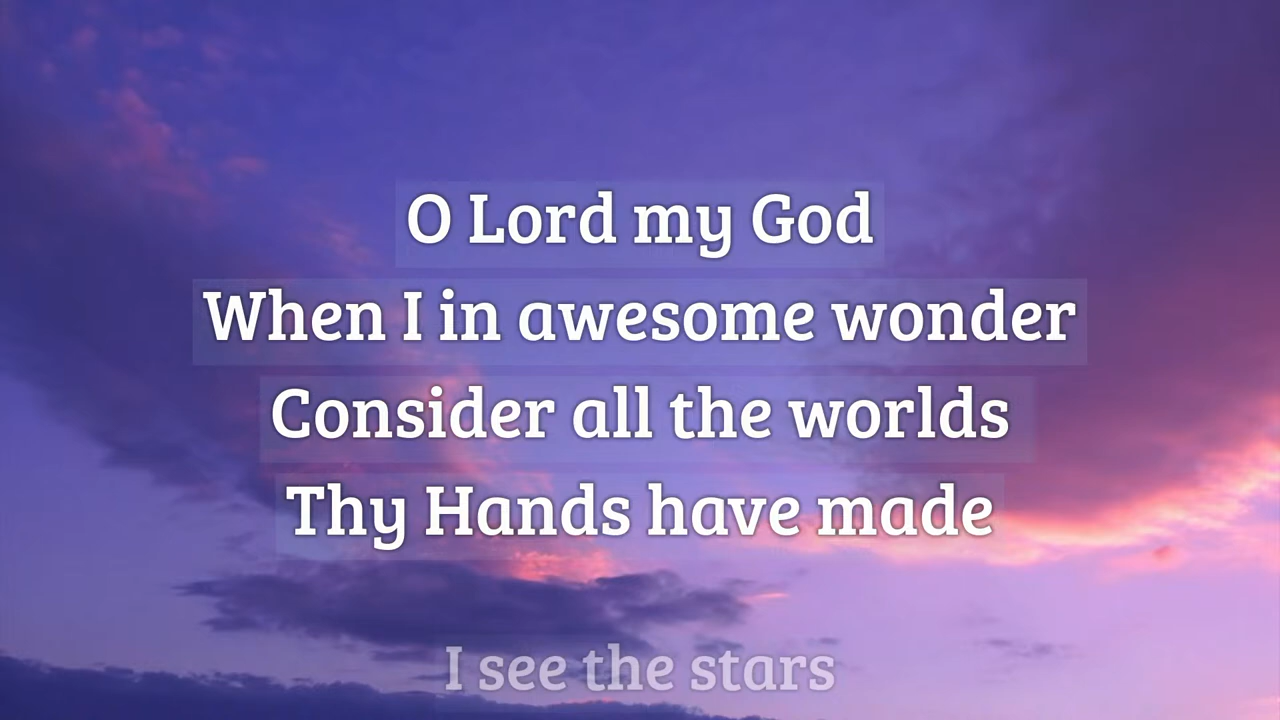 O Lord my God
When I in awesome wonder
Consider all the worlds
Thy Hands have made
I see the stars